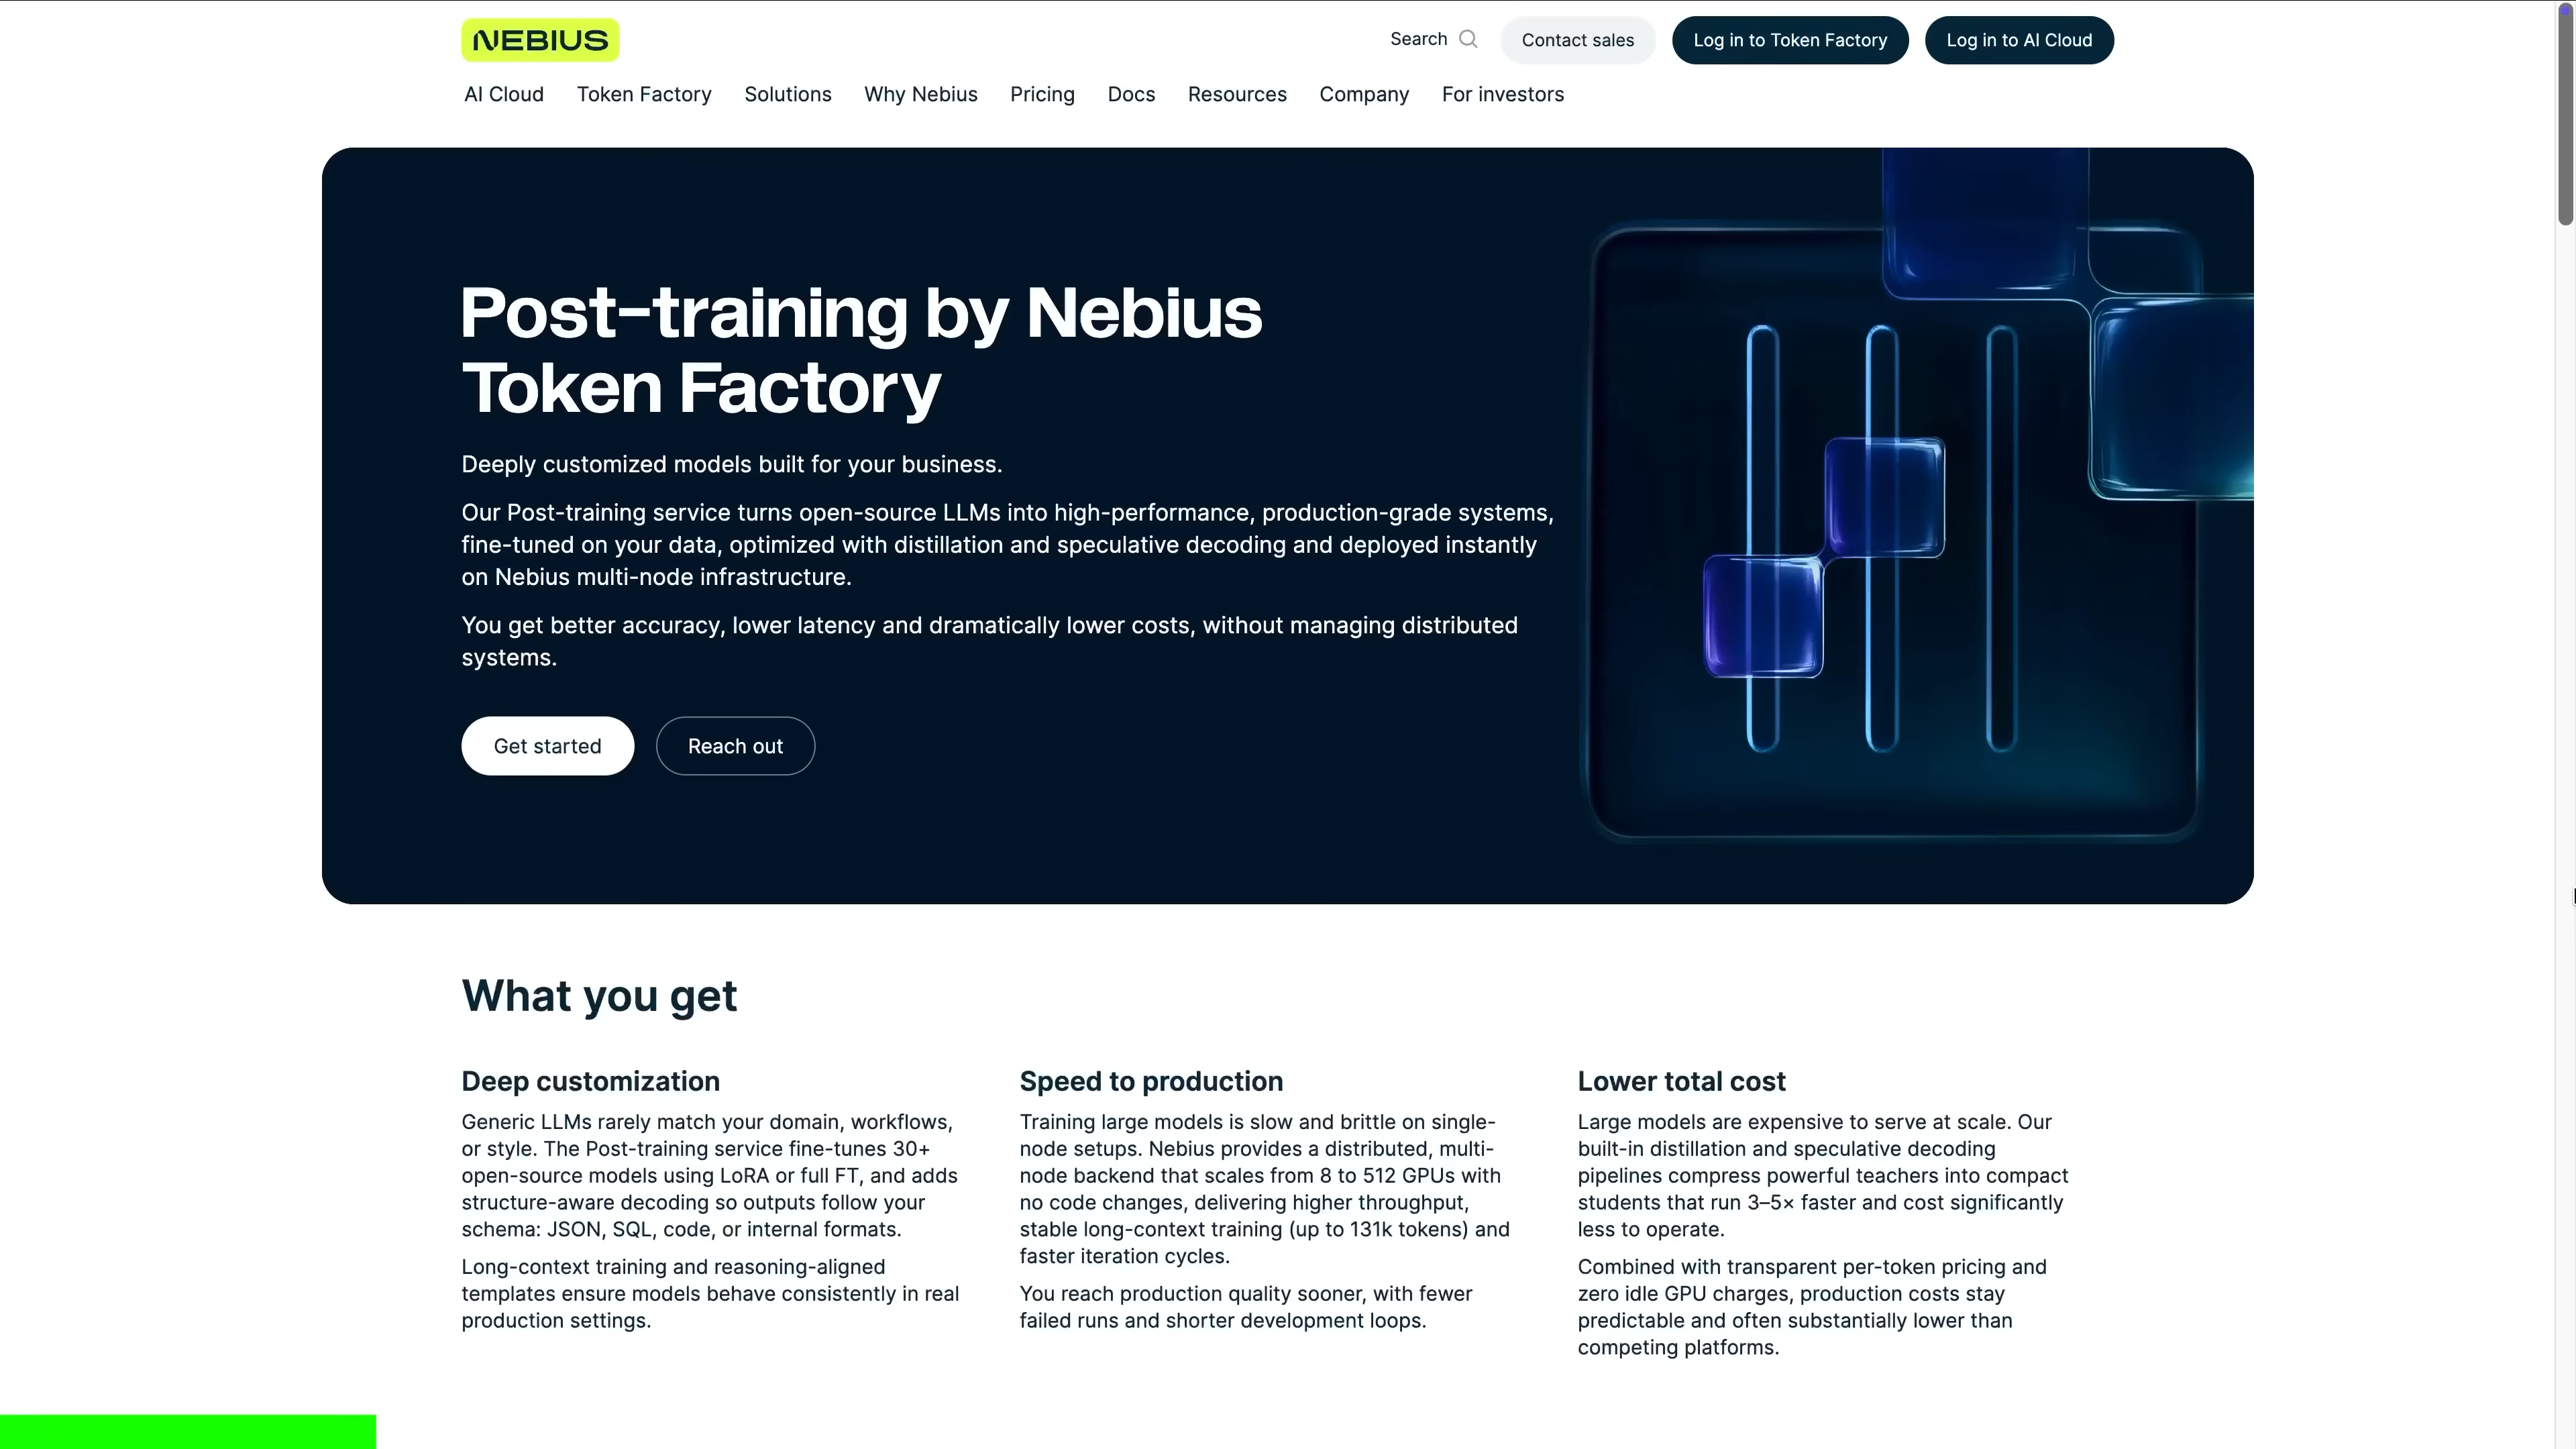 NEBIUS
Search
Contact sales
Log in to Token Factory
Log in to AI Cloud
AI Cloud
Token Factory
Solutions
Why Nebius
Pricing
Docs
Resources
Company
For investors
Post-training by Nebius
Token Factory
Deeply customized models built for your business.
Our Post-training service turns open-source LLMs into high-performance, production-grade systems,
fine-tuned on your data, optimized with distillation and speculative decoding and deployed instantly
on Nebius multi-node infrastructure.
You get better accuracy, lower latency and dramatically lower costs, without managing distributed
systems.
Get started
Reach out
What you get
Deep customization
Generic LLMs rarely match your domain, workflows,
or style. The Post-training service fine-tunes 30+
open-source models using LoRA or full FT, and adds
structure-aware decoding so outputs follow your
schema: JSON, SQL, code, or internal formats.
Long-context training and reasoning-aligned
templates ensure models behave consistently in real
production settings.
Speed to production
Training large models is slow and brittle on single-
node setups. Nebius provides a distributed, multi-
node backend that scales from 8 to 512 GPUs with
no code changes, delivering higher throughput,
stable long-context training (up to 131k tokens) and
faster iteration cycles.
You reach production quality sooner, with fewer
failed runs and shorter development loops.
Lower total cost
Large models are expensive to serve at scale. Our
built-in distillation and speculative decoding
pipelines compress powerful teachers into compact
students that run 3–5× faster and cost significantly
less to operate.
Combined with transparent per-token pricing and
zero idle GPU charges, production costs stay
predictable and often substantially lower than
competing platforms.